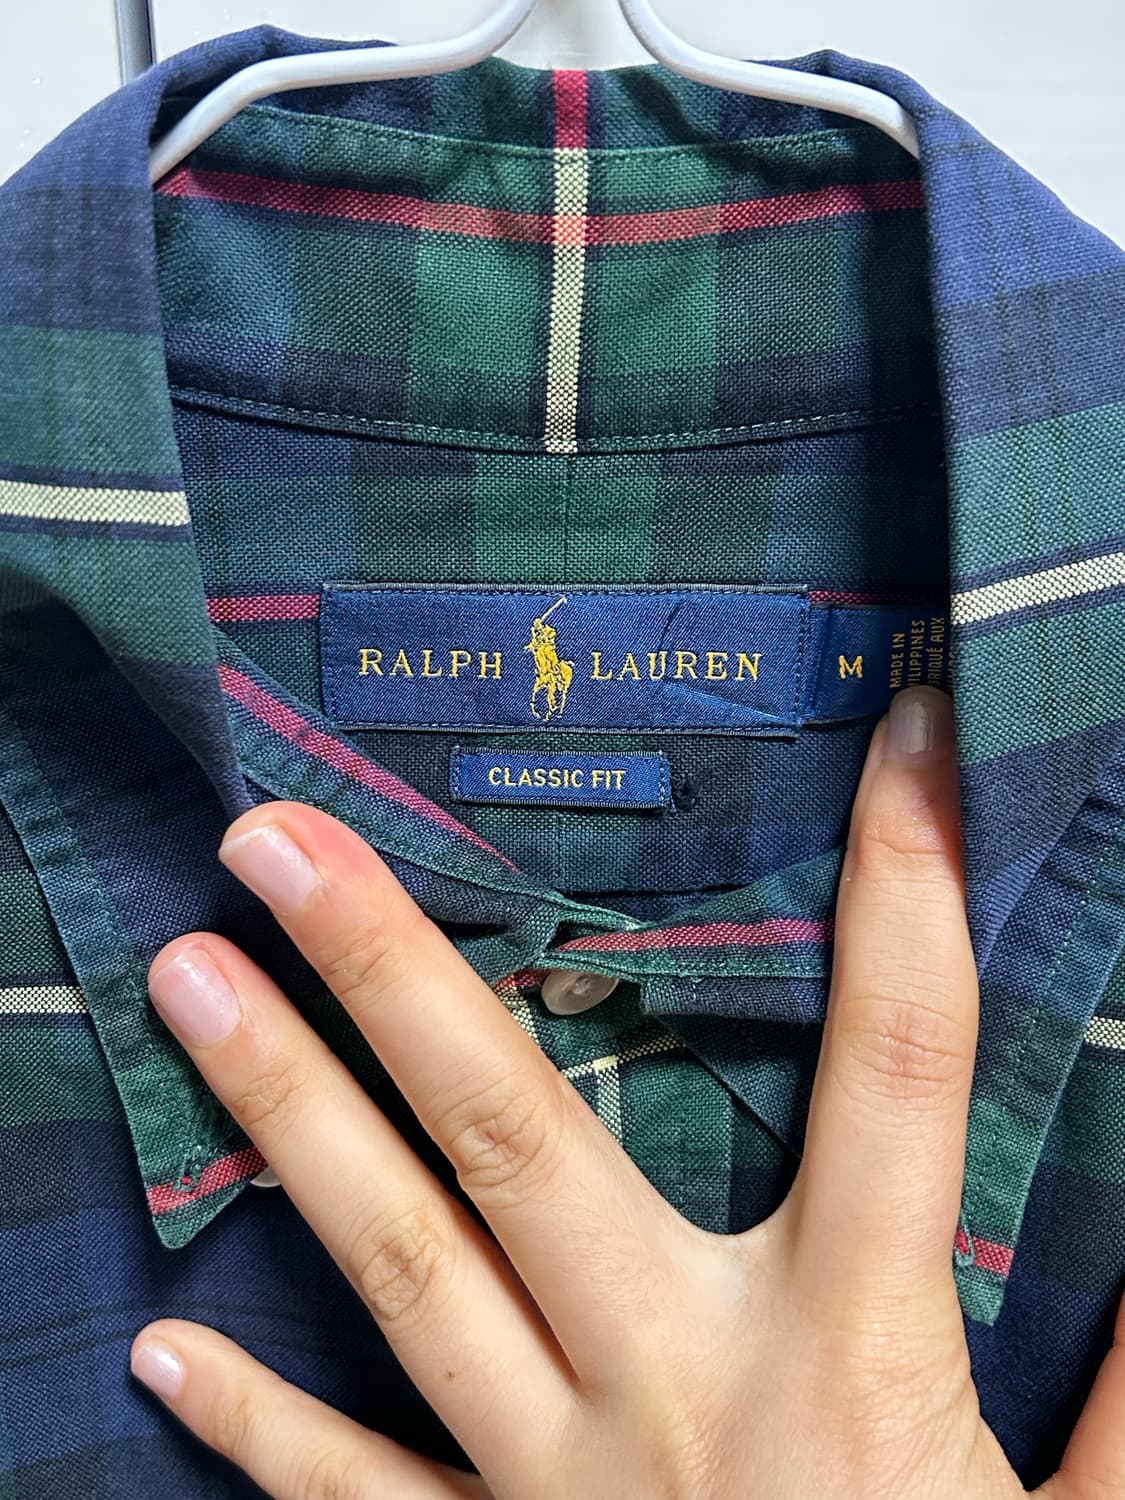 RALPH LAUREN
M
MADE IN
CLASSIC FIT